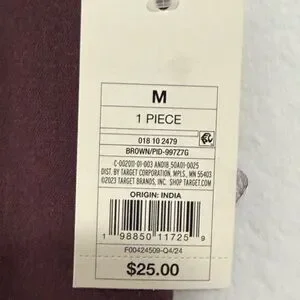 M
1 PIECE
018 10 2479
BROWN/PID-997Z7G
C-002011-01-003 AND18_50A01-0025
DIST. BY TARGET CORPORATION, MPLS., MN 55403
©2023 TARGET BRANDS, INC. SHOP TARGET.COM
ORIGIN: INDIA
1 98850 11725 9
F00424509-Q4/24
$25.00